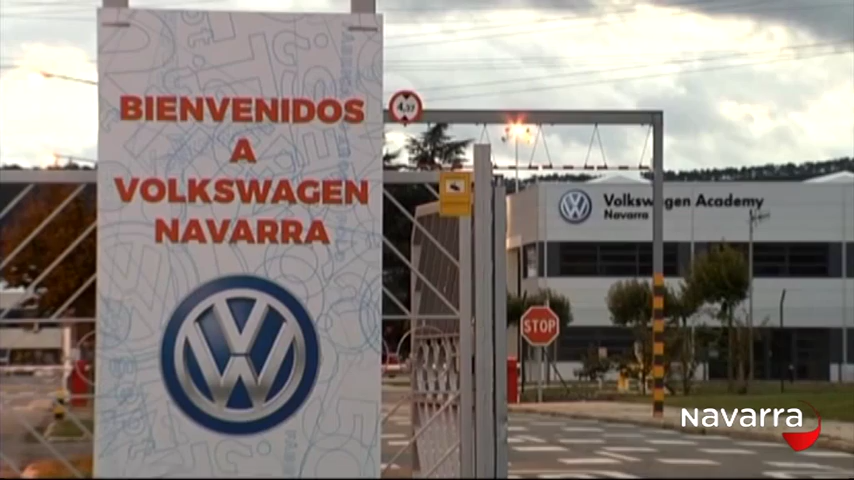 BIENVENIDOS
A
VOLKSWAGEN
NAVARRA
4,37
Volkswagen Academy
Navarra
STOP
NAVARRA